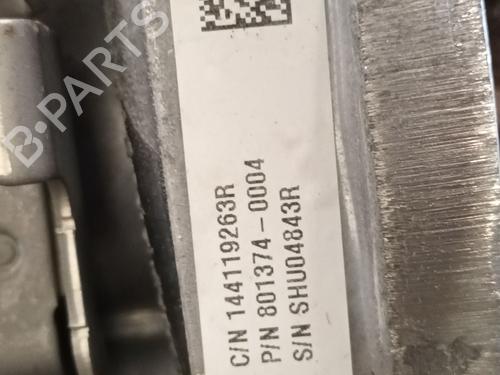 C/N 144119263R
P/N 801374-0004
S/N SHU04843R
B-PARTS